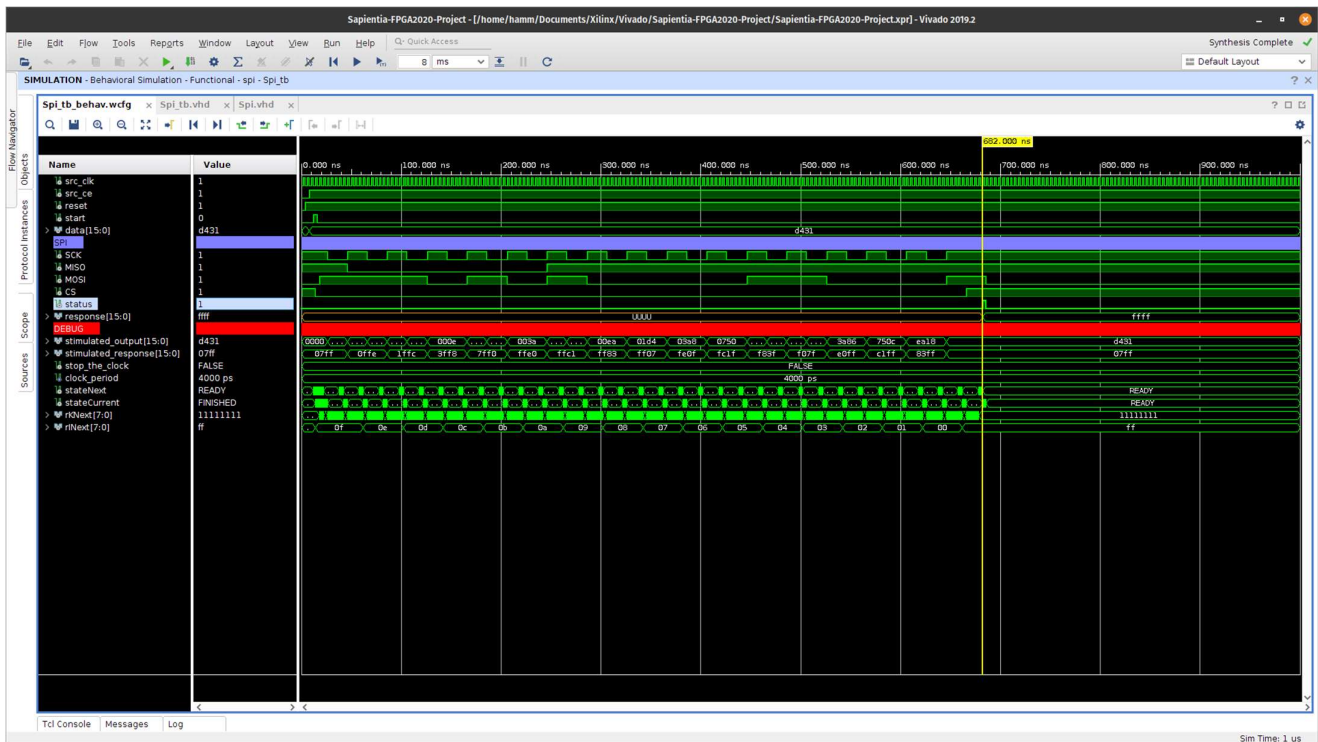 Sapientia-FPGA2020-Project - [/home/hamm/Documents/Xilinx/Vivado/Sapientia-FPGA2020-Project/Sapientia-FPGA2020-Project.xpr] - Vivado 2019.2
File Edit Flow Tools Reports Window Layout View Run Help Q- Quick Access Synthesis Complete
8 ms Default Layout
SIMULATION - Behavioral Simulation - Functional - spi - Spi_tb
Flow Navigator
Objects
Protocol Instances
Scope
Sources
Spi_tb_behav.wcfg Spi_tb.vhd Spi.vhd
682.000 ns
Name Value 0.000 ns 100.000 ns 200.000 ns 300.000 ns 400.000 ns 500.000 ns 600.000 ns 700.000 ns 800.000 ns 900.000 ns
src_clk 1
src_ce 1
reset 1
start 0
data[15:0] d431 d431
SPI
SCK 1
MISO 1
MOSI 1
CS 1
status 1
response[15:0] ffff UUUU ffff
DEBUG
stimulated_output[15:0] d431 0000 ... ... ... ... 000e ... ... 003a ... ... 00ea 01d4 03a8 0750 ... ... ... 3a86 750c ea18 d431
stimulated_response[15:0] 07ff 07ff 0ffe 1ffc 3ff8 7ff0 ffe0 ffc1 ff83 ff07 fe0f fc1f f83f f07f e0ff c1ff 83ff 07ff
stop_the_clock FALSE FALSE
clock_period 4000 ps 4000 ps
stateNext READY READY
stateCurrent FINISHED READY
rkNext[7:0] 11111111 11111111
rlNext[7:0] ff 0f 0e 0d 0c 0b 0a 09 08 07 06 05 04 03 02 01 00 ff
Tcl Console Messages Log
Sim Time: 1 us